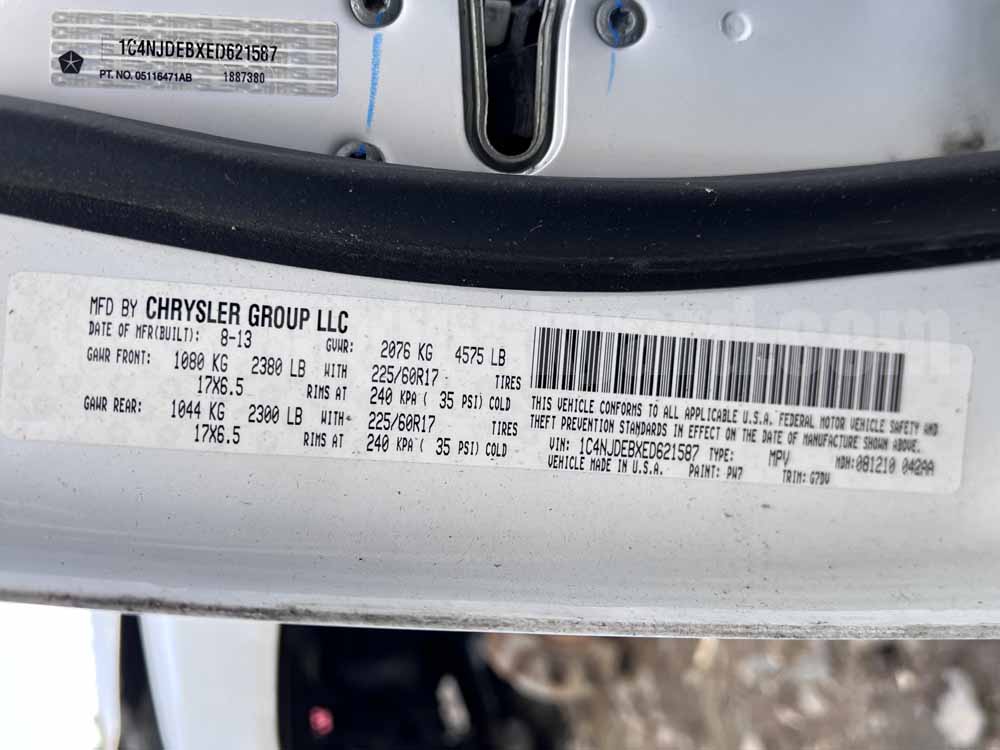 1C4NJDEBXED621587
PT. NO. 05116471AB 1887380
MFD BY CHRYSLER GROUP LLC
DATE OF MFR(BUILT): 8-13 GVWR: 2076 KG 4575 LB
GAWR FRONT: 1080 KG 2380 LB WITH 225/60R17 TIRES
17X6.5 RIMS AT 240 KPA ( 35 PSI) COLD
GAWR REAR: 1044 KG 2300 LB WITH 225/60R17 TIRES
17X6.5 RIMS AT 240 KPA ( 35 PSI) COLD
THIS VEHICLE CONFORMS TO ALL APPLICABLE U.S.A. FEDERAL MOTOR VEHICLE SAFETY AND
THEFT PREVENTION STANDARDS IN EFFECT ON THE DATE OF MANUFACTURE SHOWN ABOVE.
VIN: 1C4NJDEBXED621587 TYPE: MPV MDH: 081210 042AA
VEHICLE MADE IN U.S.A. PAINT: PW7 TRIM: G7DV